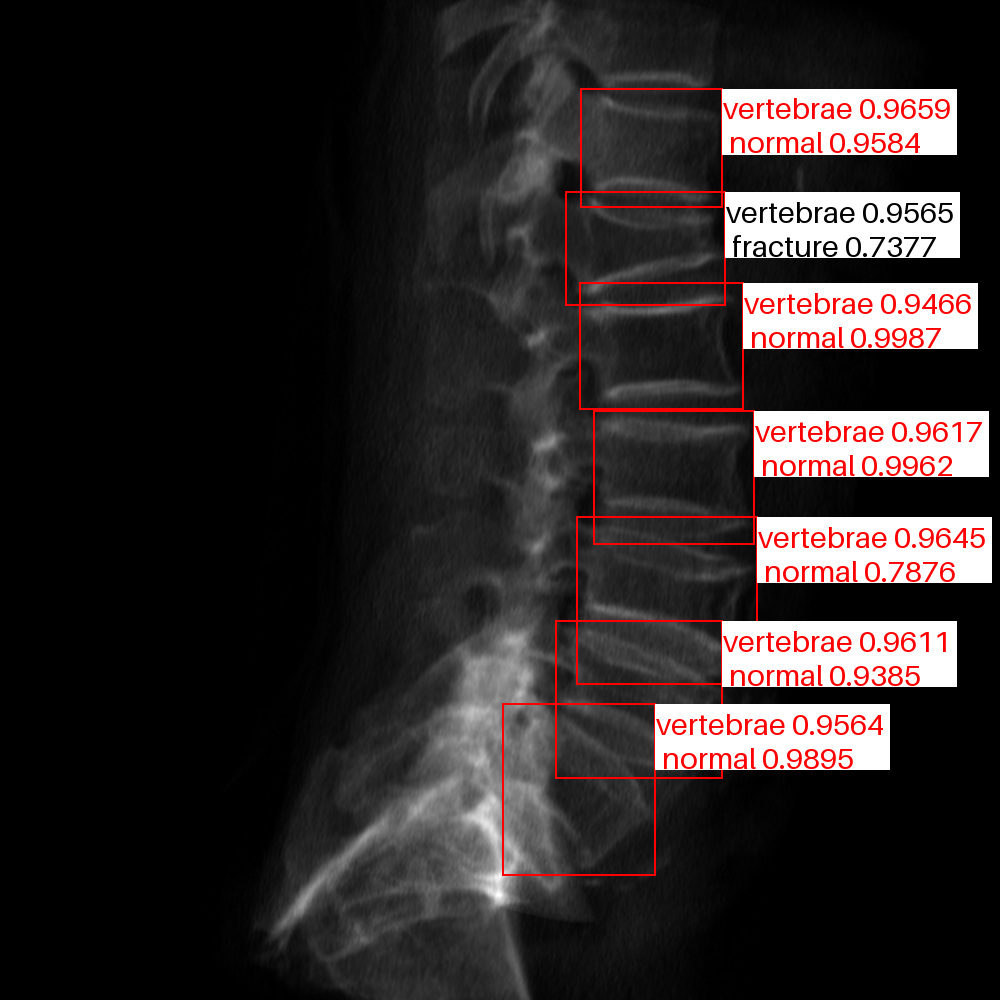 vertebrae 0.9659
normal 0.9584
vertebrae 0.9565
fracture 0.7377
vertebrae 0.9466
normal 0.9987
vertebrae 0.9617
normal 0.9962
vertebrae 0.9645
normal 0.7876
vertebrae 0.9611
normal 0.9385
vertebrae 0.9564
normal 0.9895